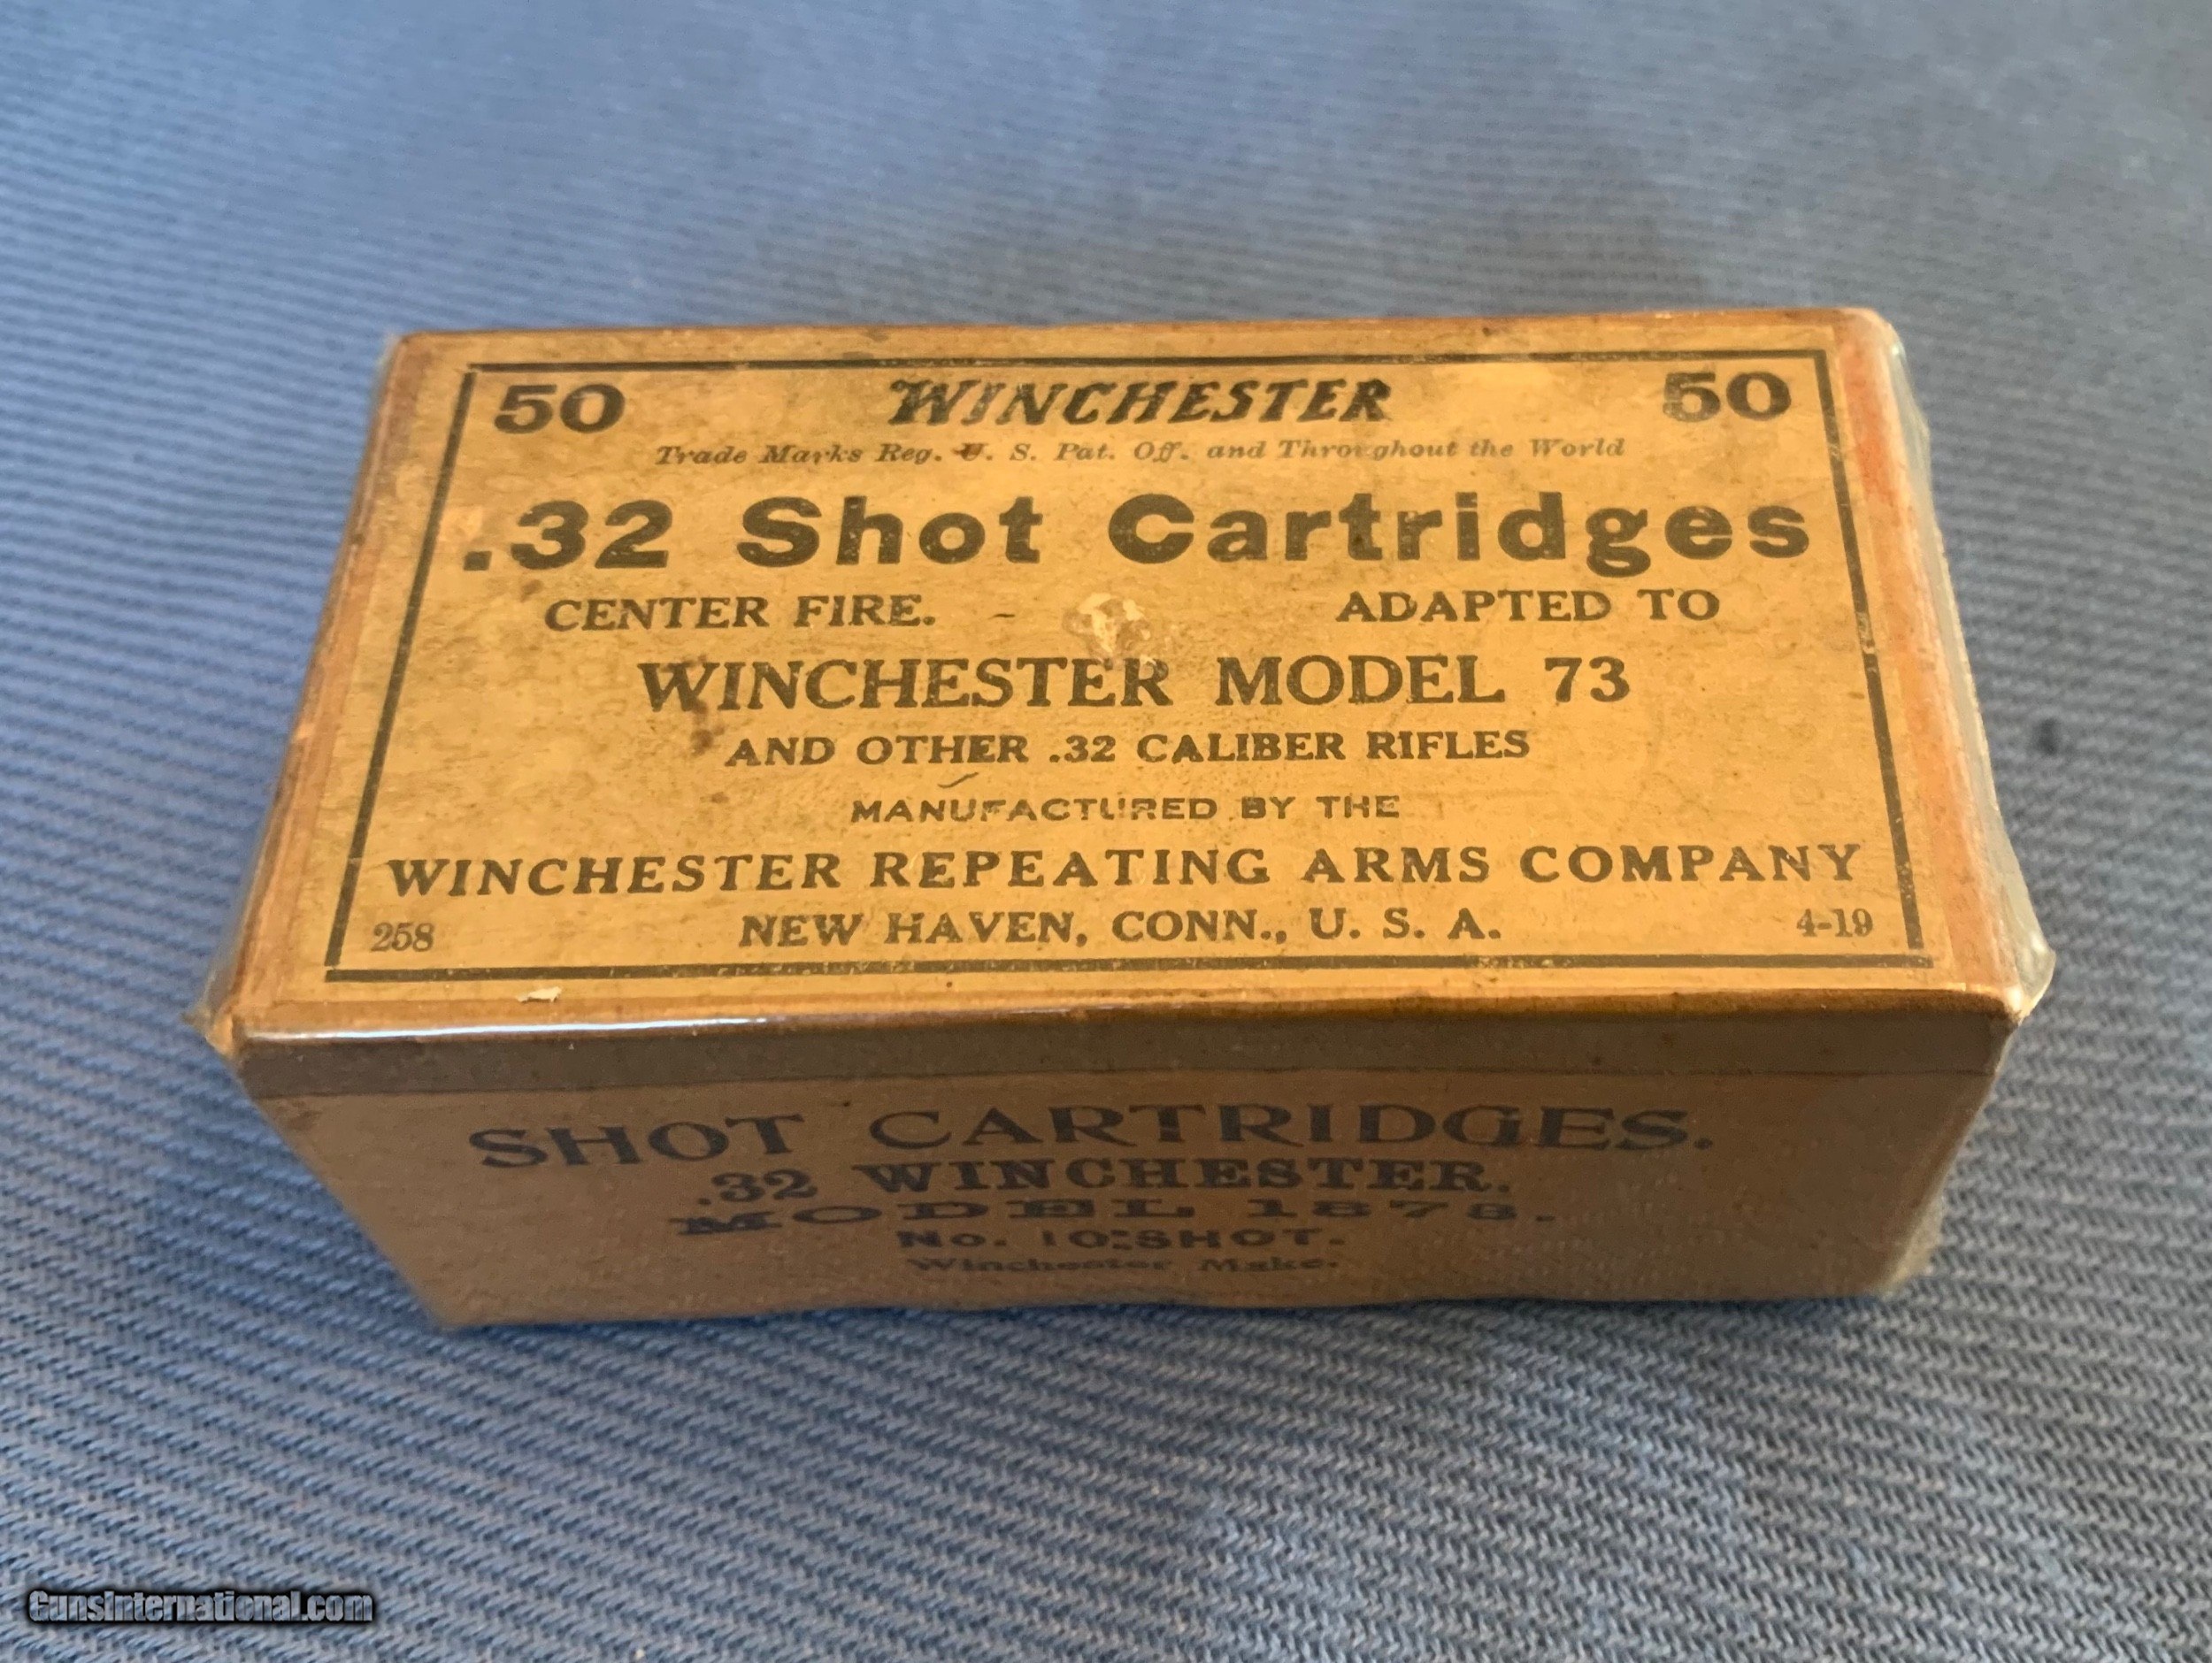 50 WINCHESTER 50
Trade Marks Reg. U. S. Pat. Off. and Throughout the World
.32 Shot Cartridges
CENTER FIRE. ADAPTED TO
WINCHESTER MODEL 73
AND OTHER .32 CALIBER RIFLES
MANUFACTURED BY THE
WINCHESTER REPEATING ARMS COMPANY
258 NEW HAVEN, CONN., U. S. A. 4-19
SHOT CARTRIDGES.
.32 WINCHESTER.
MODEL 1873.
No. 10 SHOT.
Winchester Make.
GunsInternational.com